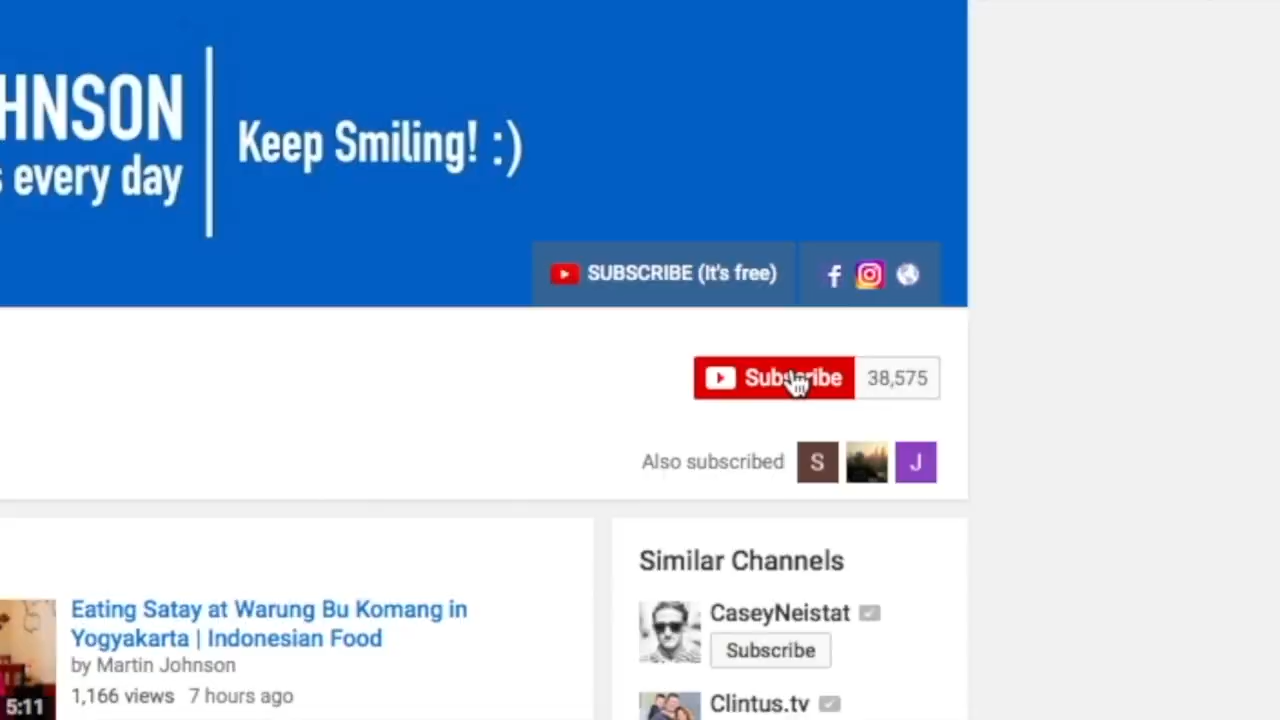 HNSON
s every day
Keep Smiling! :)
SUBSCRIBE (It's free)
Subscribe
38,575
Also subscribed
S
J
Similar Channels
Eating Satay at Warung Bu Komang in
Yogyakarta | Indonesian Food
by Martin Johnson
1,166 views 7 hours ago
5:11
CaseyNeistat
Subscribe
Clintus.tv